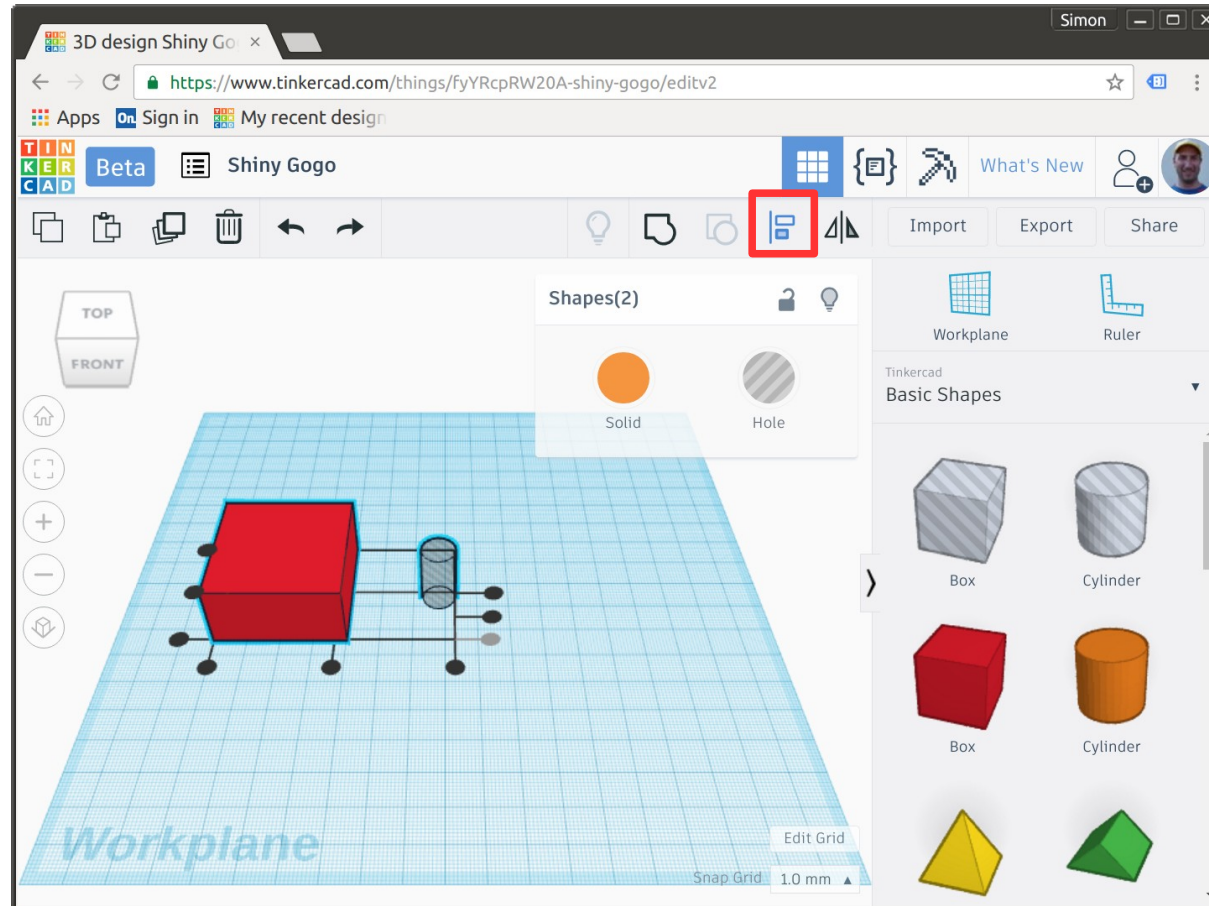 Simon
3D design Shiny Go ×
https://www.tinkercad.com/things/fyYRcpRW20A-shiny-gogo/editv2
Apps On. Sign in My recent design
TIN
KER
CAD
Beta Shiny Gogo What's New
Import Export Share
TOP
FRONT
Shapes(2)
Solid Hole
Workplane Ruler
Tinkercad
Basic Shapes
Box Cylinder
Box Cylinder
Workplane
Edit Grid
Snap Grid 1.0 mm